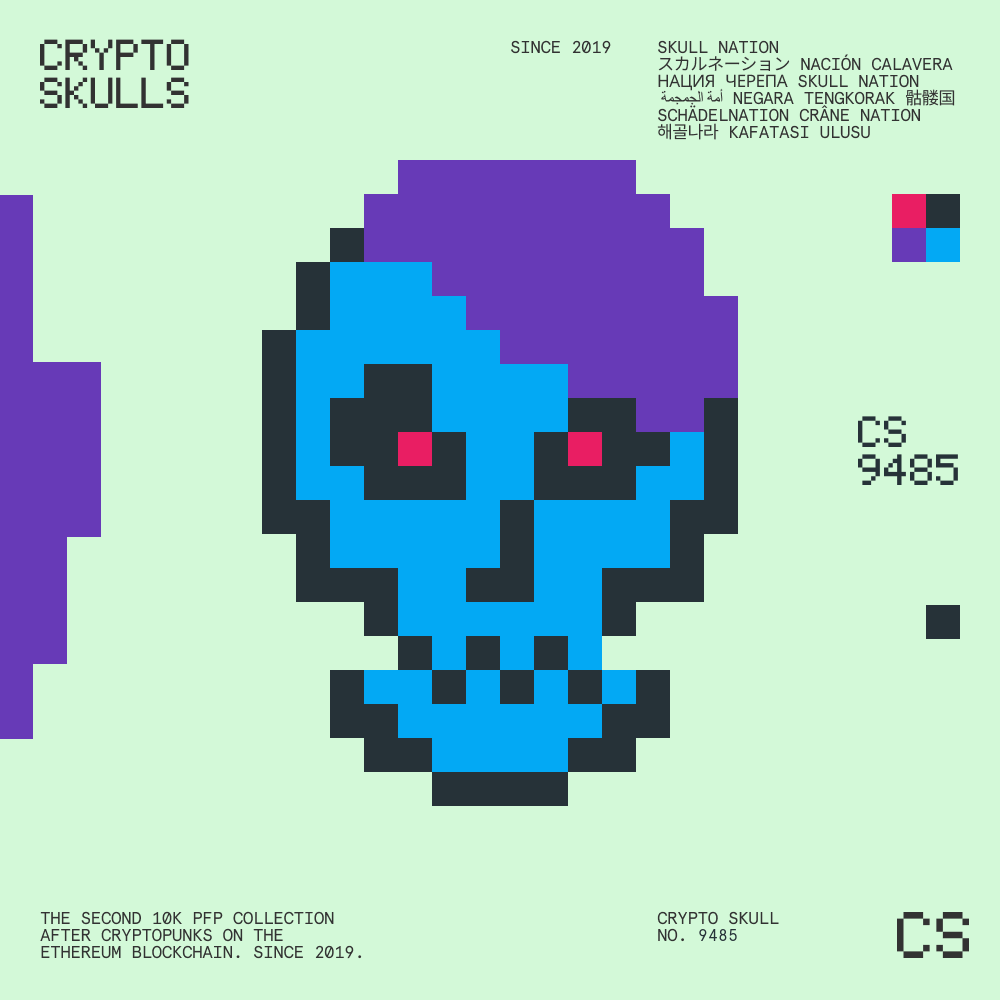 CRYPTO
SKULLS
SINCE 2019
SKULL NATION
スカルネーション NACIÓN CALAVERA
НАЦИЯ ЧЕРЕПА SKULL NATION
أمة الجمجمة NEGARA TENGKORAK 骷髅国
SCHÄDELNATION CRÂNE NATION
해골나라 KAFATASI ULUSU
CS
9485
THE SECOND 10K PFP COLLECTION
AFTER CRYPTOPUNKS ON THE
ETHEREUM BLOCKCHAIN. SINCE 2019.
CRYPTO SKULL
NO. 9485
CS